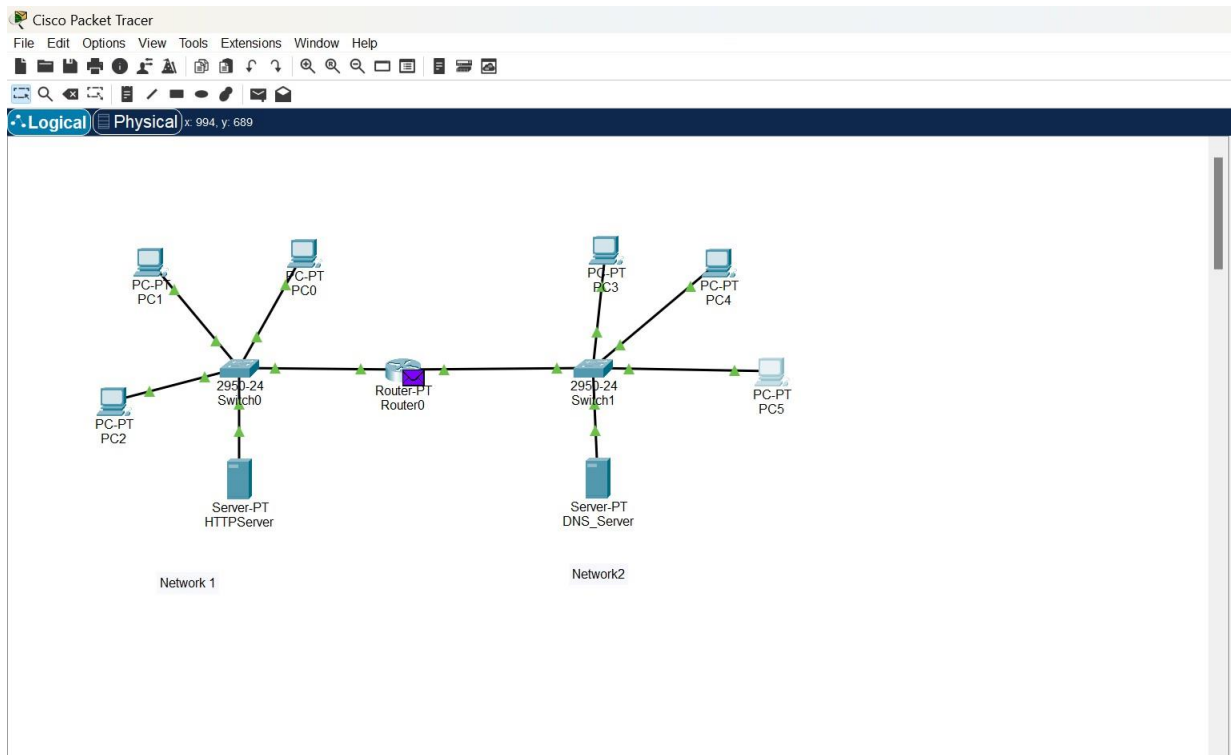 Cisco Packet Tracer
File Edit Options View Tools Extensions Window Help
Logical Physical x: 994, y: 689
PC-PT
PC1
PC-PT
PC0
PC-PT
PC3
PC-PT
PC4
2950-24
Switch0
Router-PT
Router0
2950-24
Switch1
PC-PT
PC5
PC-PT
PC2
Server-PT
HTTPServer
Server-PT
DNS_Server
Network 1
Network2